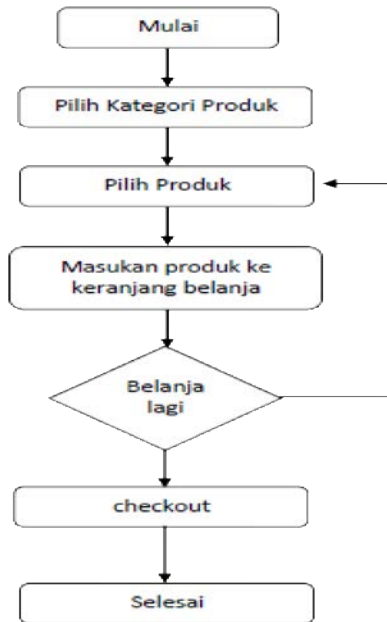 Mulai
Pilih Kategori Produk
Pilih Produk
Masukan produk ke
keranjang belanja
Belanja
lagi
checkout
Selesai